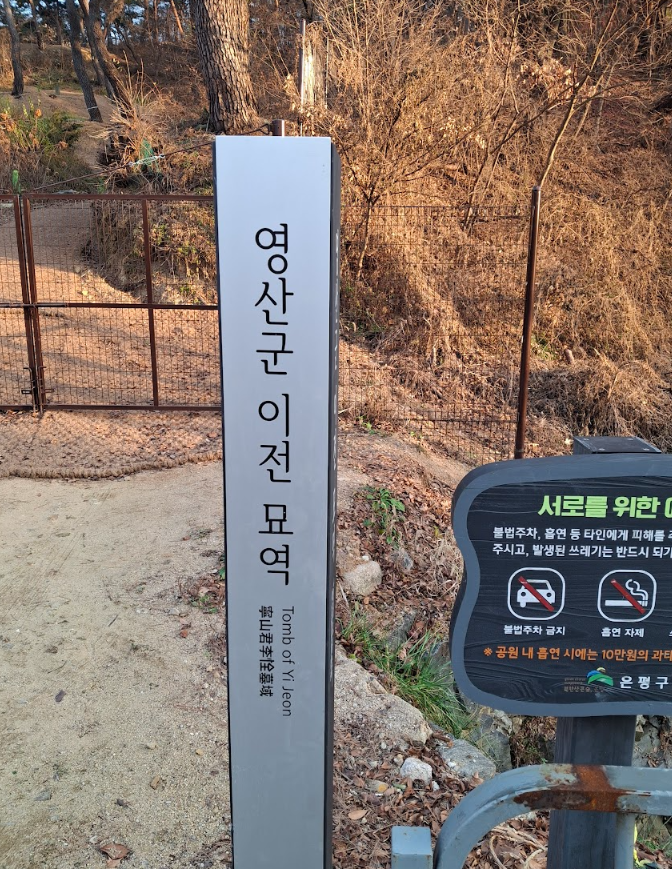 영산군 이전 묘역
Tomb of Yi Jeon
寧山君李恮墓域
서로를 위한
불법주차, 흡연 등 타인에게 피해를
주시고, 발생된 쓰레기는 반드시
불법주차 금지
흡연 자제
※ 공원 내 흡연 시에는 10만원의
은평구